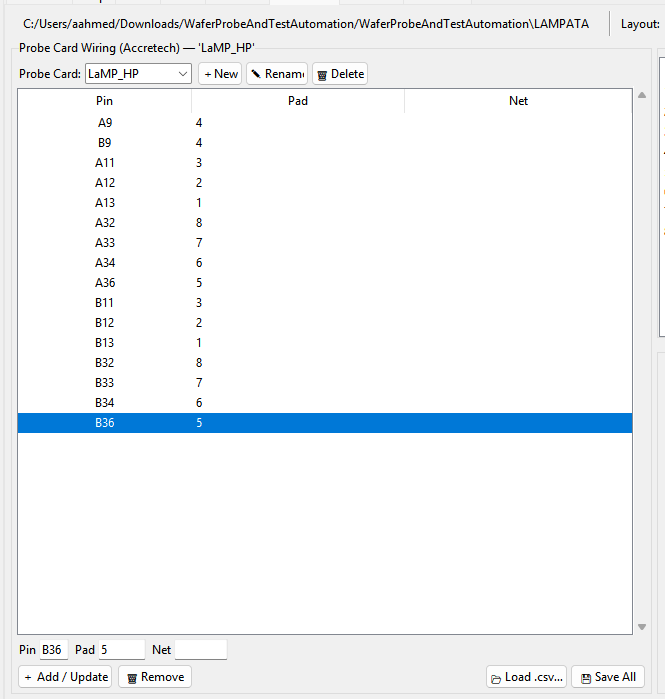 C:/Users/aahmed/Downloads/WaferProbeAndTestAutomation/WaferProbeAndTestAutomation\LAMPATA Layout:
Probe Card Wiring (Accretech) — 'LaMP_HP'
Probe Card: LaMP_HP + New Rename Delete
Pin Pad Net
A9 4
B9 4
A11 3
A12 2
A13 1
A32 8
A33 7
A34 6
A36 5
B11 3
B12 2
B13 1
B32 8
B33 7
B34 6
B36 5
Pin B36 Pad 5 Net
+ Add / Update Remove Load .csv... Save All